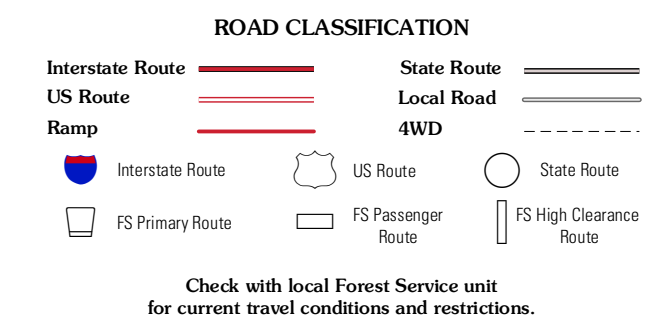 ROAD CLASSIFICATION
Interstate Route
State Route
US Route
Local Road
Ramp
4WD
Interstate Route
US Route
State Route
FS Primary Route
FS Passenger
Route
FS High Clearance
Route
Check with local Forest Service unit
for current travel conditions and restrictions.